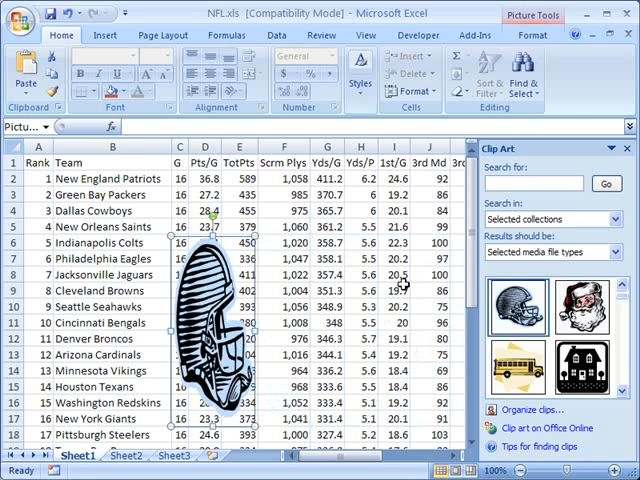 NFL.xls [Compatibility Mode] - Microsoft Excel
Picture Tools
Home Insert Page Layout Formulas Data Review View Developer Add-Ins Format
Paste
Styles
Insert
Delete
Format
Sort & Filter
Find & Select
Clipboard Font Alignment Number Cells Editing
Pictu... fx
A B C D E F G H I J
1 Rank Team G Pts/G TotPts Scrm Plys Yds/G Yds/P 1st/G 3rd Md 3r
2 1 New England Patriots 16 36.8 589 1,058 411.2 6.2 24.6 92
3 2 Green Bay Packers 16 27.2 435 985 370.7 6 19.2 86
4 3 Dallas Cowboys 16 28.4 455 975 365.7 6 20.1 84
5 4 New Orleans Saints 16 23.7 379 1,060 361.2 5.5 21.6 99
6 5 Indianapolis Colts 16 450 1,020 358.7 5.6 22.3 100
7 6 Philadelphia Eagles 16 1,047 358.1 5.5 20.2 97
8 7 Jacksonville Jaguars 16 411 1,022 357.4 5.6 20.5 100
9 8 Cleveland Browns 16 402 1,004 351.3 5.6 19.7 86
10 9 Seattle Seahawks 393 1,056 348.9 5.3 20.2 75
11 10 Cincinnati Bengals 1,008 348 5.5 20 96
12 11 Denver Broncos 976 346.3 5.7 19.1 80
13 12 Arizona Cardinals 1,016 344.1 5.4 19.2 75
14 13 Minnesota Vikings 964 336.2 5.6 18.4 69
15 14 Houston Texans 968 333.6 5.5 18.4 86
16 15 Washington Redskins 334 1,052 333.4 5.1 19.2 92
17 16 New York Giants 16 23.3 373 1,041 331.4 5.1 20.1 91
18 17 Pittsburgh Steelers 16 24.6 393 1,000 327.4 5.2 18.6 103
Sheet1 Sheet2 Sheet3
Ready
100%
Clip Art
Search for:
Go
Search in:
Selected collections
Results should be:
Selected media file types
Organize clips...
Clip art on Office Online
Tips for finding clips